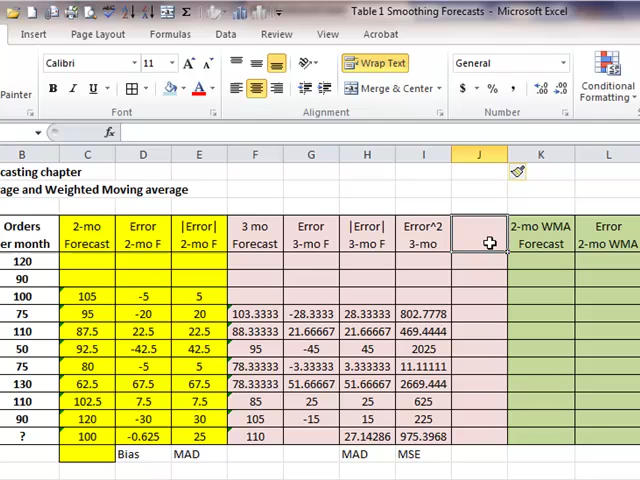 Table 1 Smoothing Forecasts - Microsoft Excel
Insert Page Layout Formulas Data Review View Acrobat
Calibri 11 A A Wrap Text General Conditional
Painter B I U A Merge & Center $ % , .0 .00 .00 .0 Formatting
Font Alignment Number
fx
B C D E F G H I J K L
casting chapter
rage and Weighted Moving average
Orders 2-mo Error |Error| 3 mo Error |Error| Error^2 2-mo WMA Error
er month Forecast 2-mo F 2-mo F Forecast 3-mo F 3-mo F 3-mo Forecast 2-mo WMA
120
90
100 105 -5 5
75 95 -20 20 103.3333 -28.3333 28.33333 802.7778
110 87.5 22.5 22.5 88.33333 21.66667 21.66667 469.4444
50 92.5 -42.5 42.5 95 -45 45 2025
75 80 -5 5 78.33333 -3.33333 3.333333 11.11111
130 62.5 67.5 67.5 78.33333 51.66667 51.66667 2669.444
110 102.5 7.5 7.5 85 25 25 625
90 120 -30 30 105 -15 15 225
? 100 -0.625 25 110 27.14286 975.3968
Bias MAD MAD MSE